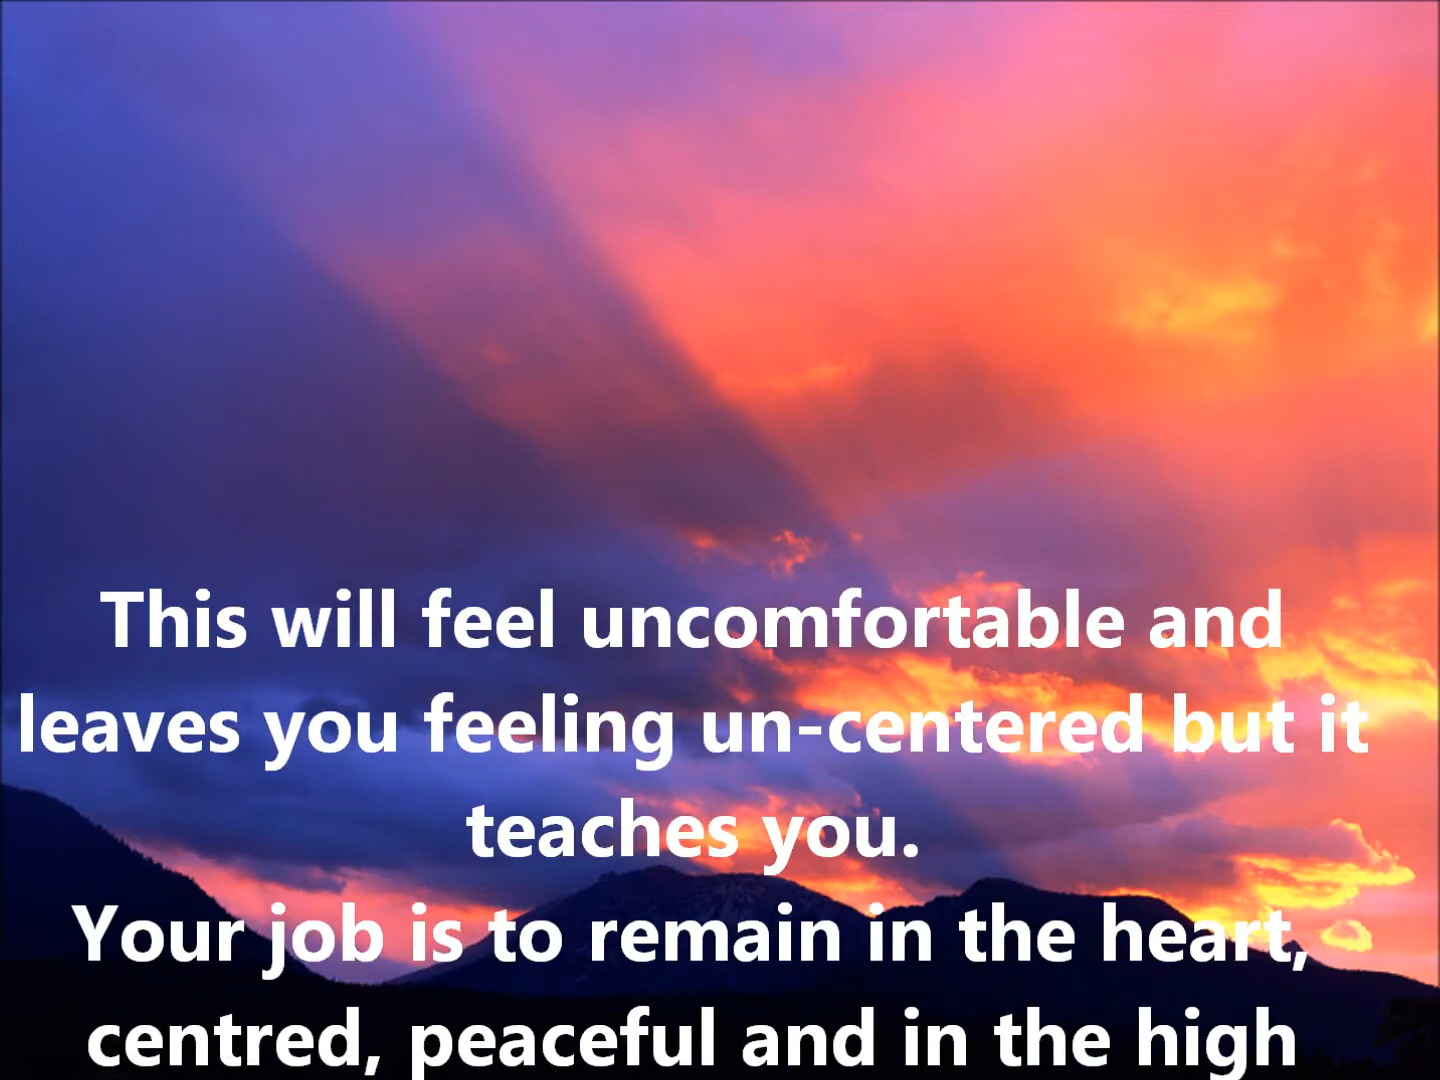 This will feel uncomfortable and
leaves you feeling un-centered but it
teaches you.
Your job is to remain in the heart,
centred, peaceful and in the high